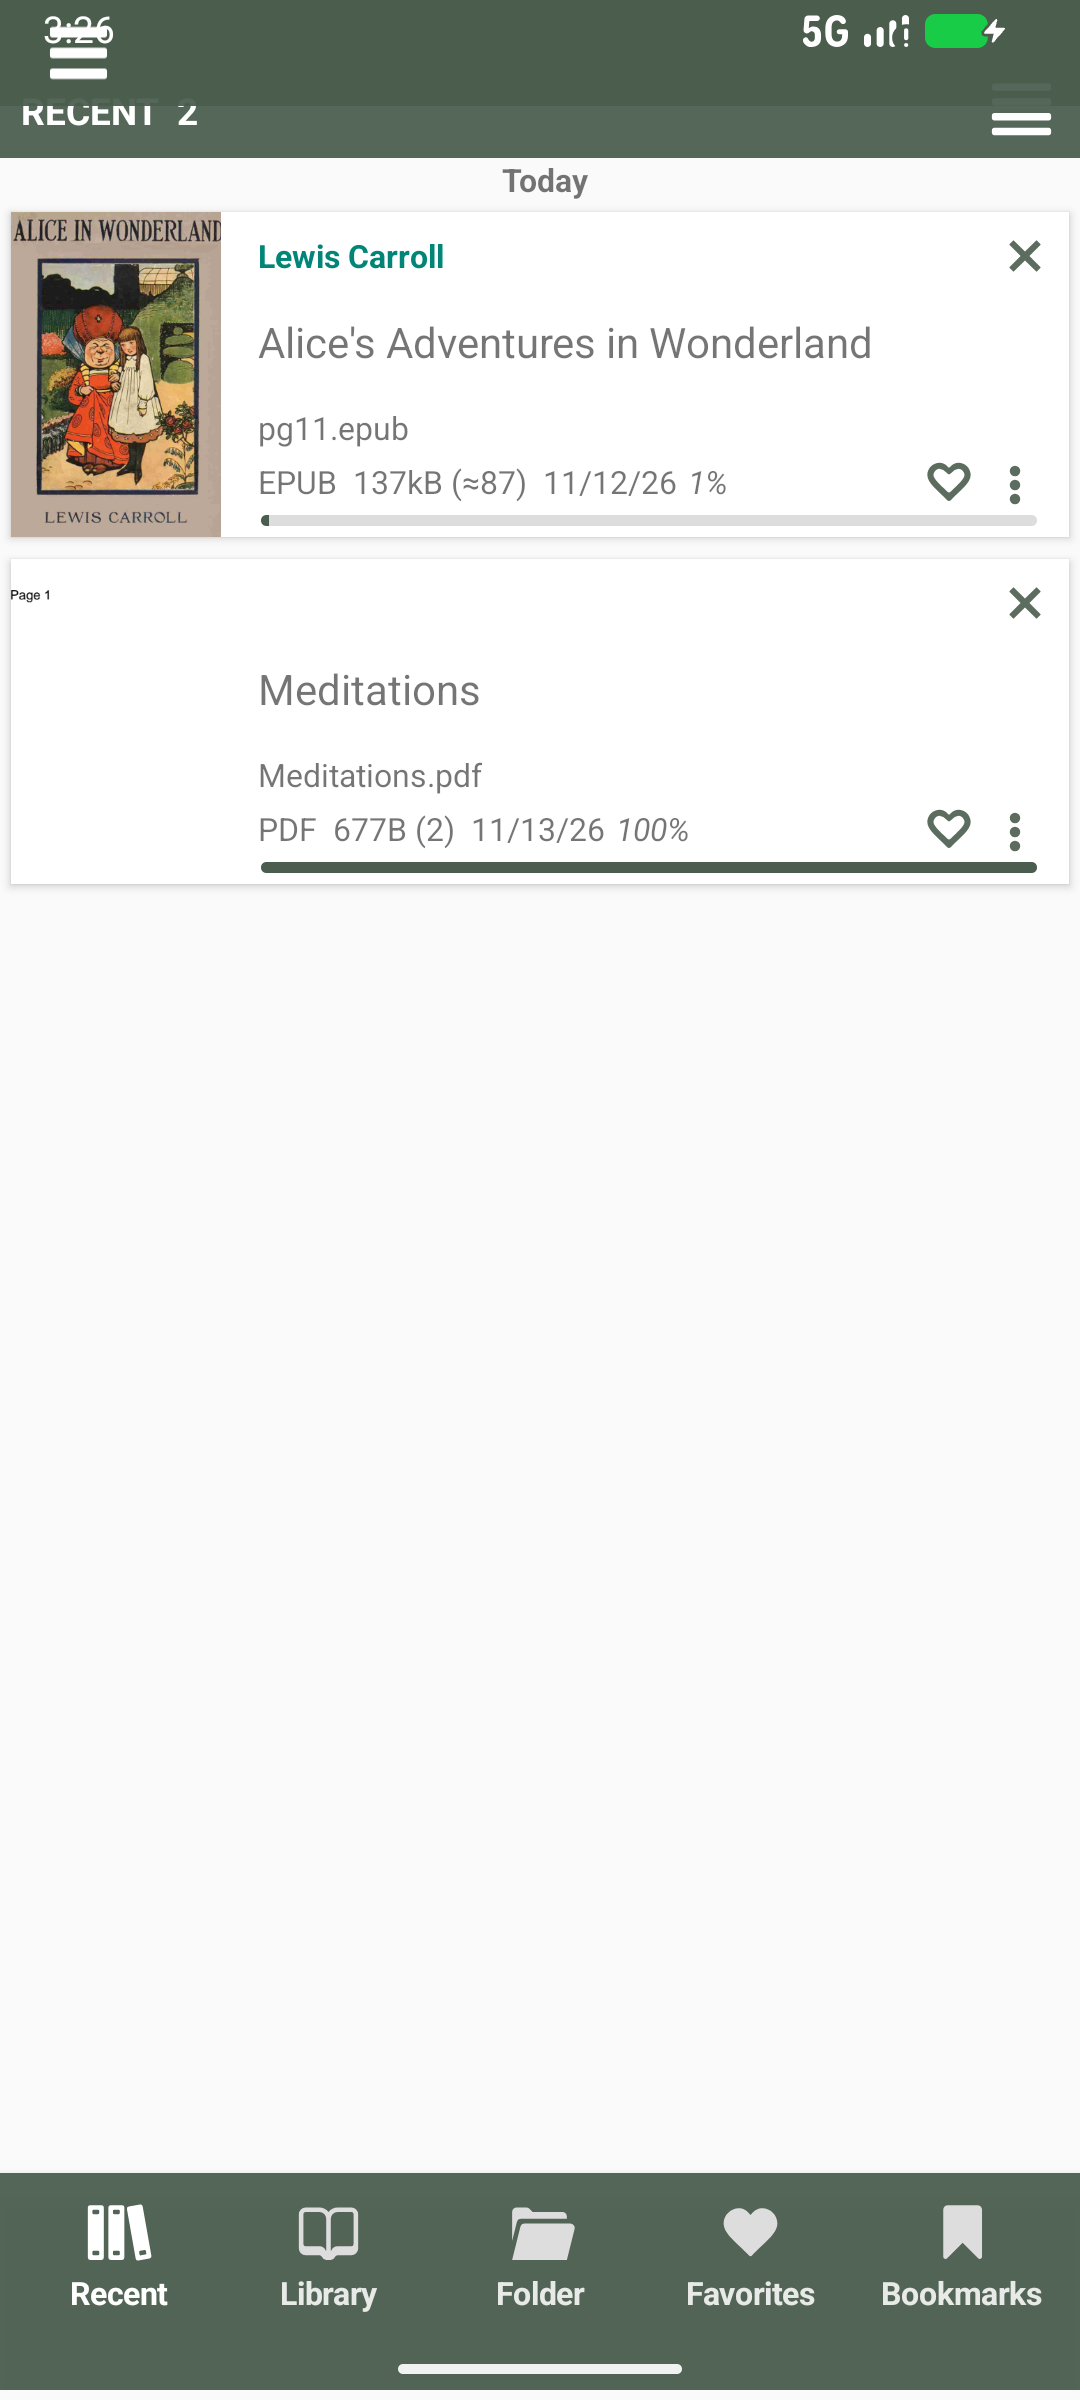 3:26
5G
RECENT 2
Today
ALICE IN WONDERLAND
LEWIS CARROLL
Lewis Carroll
Alice's Adventures in Wonderland
pg11.epub
EPUB 137kB (≈87) 11/12/26 1%
Page 1
Meditations
Meditations.pdf
PDF 677B (2) 11/13/26 100%
Recent
Library
Folder
Favorites
Bookmarks